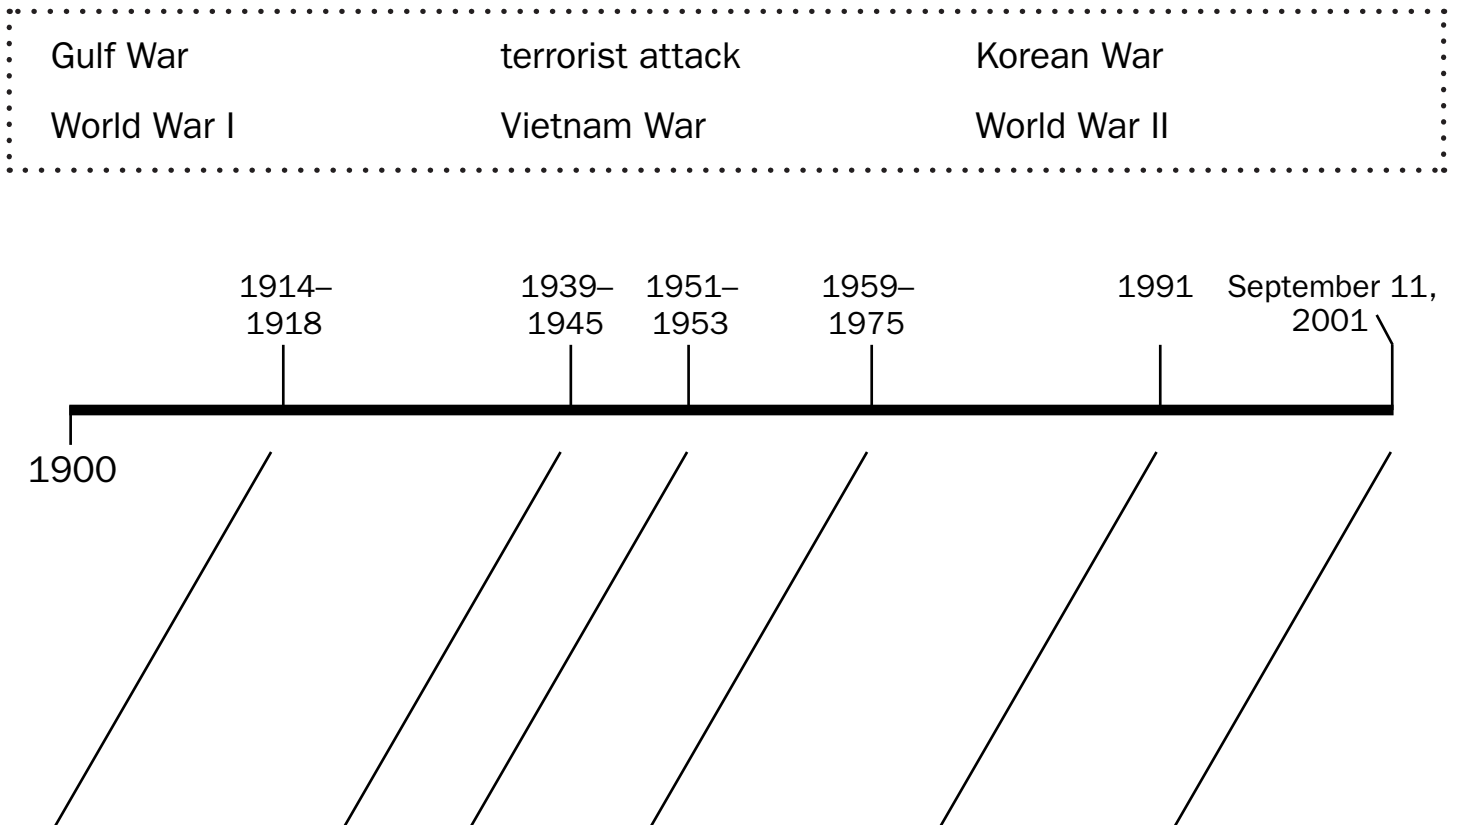 Gulf War terrorist attack Korean War
World War I Vietnam War World War II
1914– 1939– 1951– 1959– 1991 September 11,
1918 1945 1953 1975 2001
1900